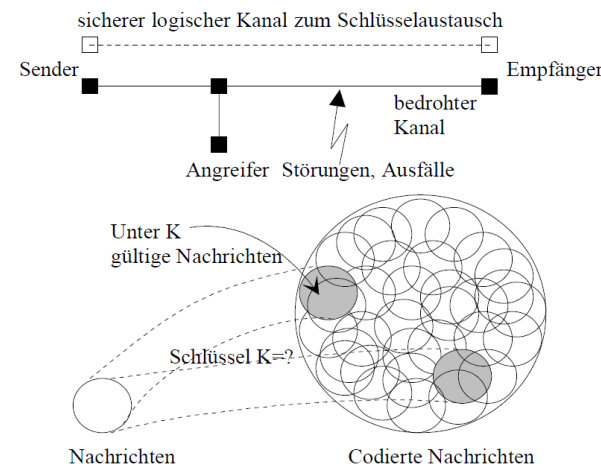 sicherer logischer Kanal zum Schlüsselaustausch
Sender
Empfänger
bedrohter
Kanal
Angreifer
Störungen, Ausfälle
Unter K
gültige Nachrichten
Schlüssel K=?
Nachrichten
Codierte Nachrichten